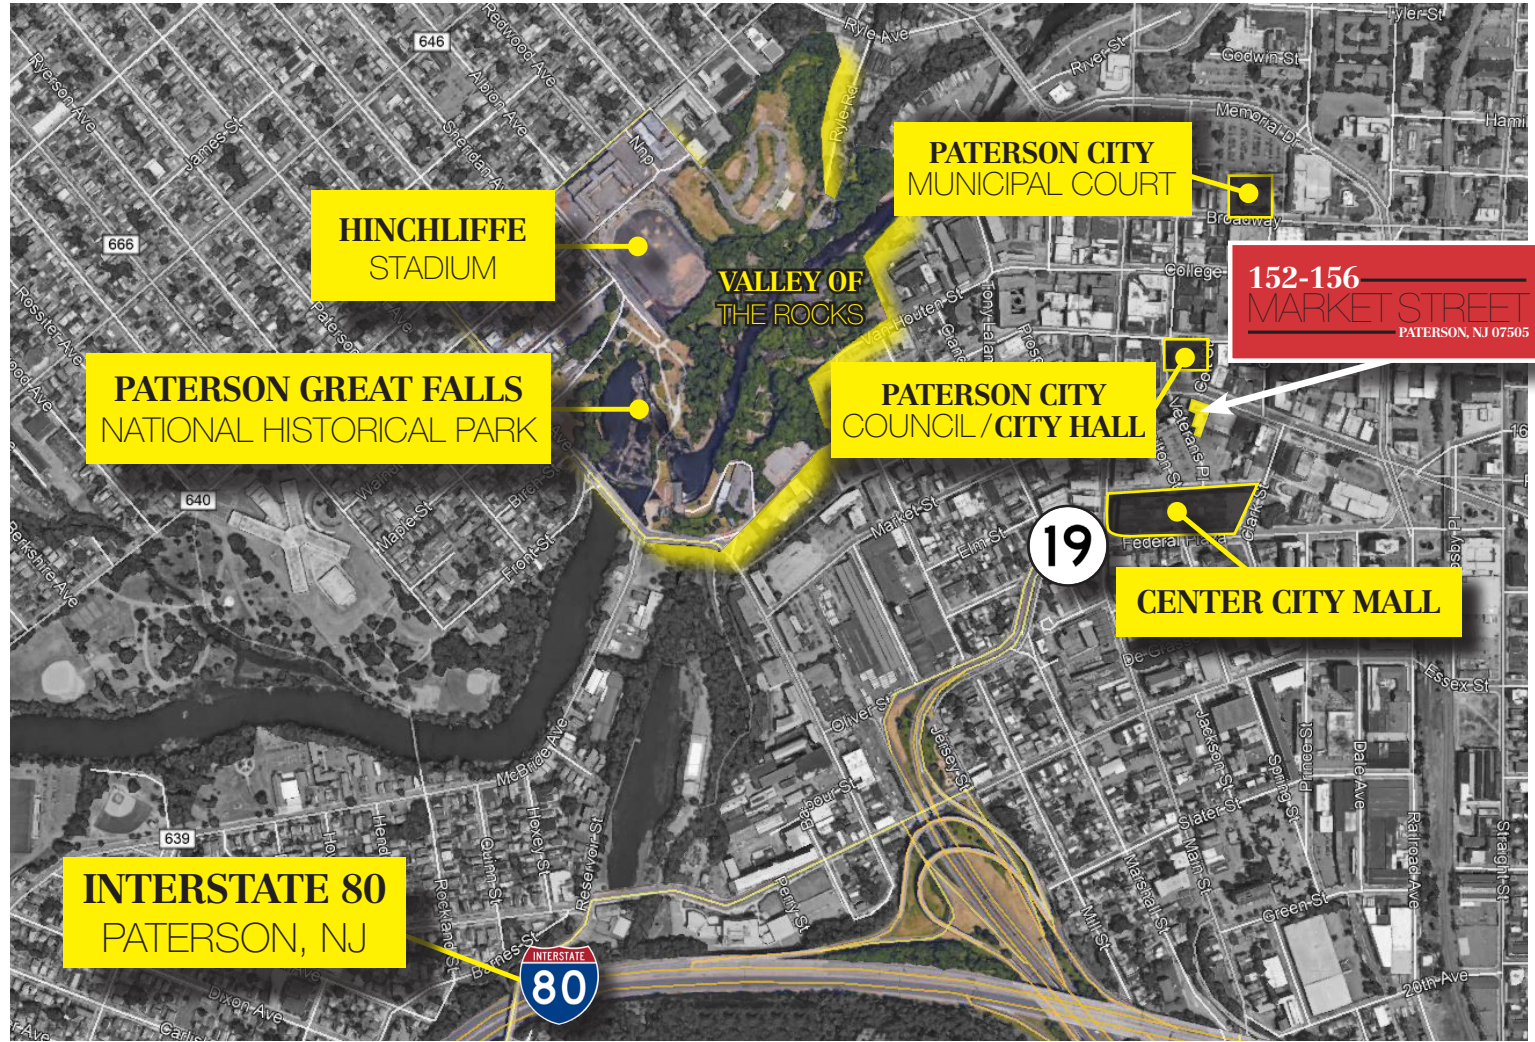 646
Redwood Ave
Ryle Ave
Tyler St
Godwin St
River St
Ryerson Ave
Albion Ave
Memorial Dr
James St
Sheridan Ave
Nnp
Ryle Rd
PATERSON CITY
MUNICIPAL COURT
Broadway
HINCHLIFFE
STADIUM
666
College
VALLEY OF
THE ROCKS
152-156
MARKET STREET
PATERSON, NJ 07505
Rossiter Ave
Paterson
Ave
Van Houten St
PATERSON GREAT FALLS
NATIONAL HISTORICAL PARK
PATERSON CITY
COUNCIL/CITY HALL
Veterans Pl
640
Maple St
Birch St
Front St
Market St
Elm St
19
Federal Plaza
Clark St
Berkshire Ave
CENTER CITY MALL
Essex St
Oliver St
Jersey St
Jackson St
Prince St
Dale Ave
Spring St
McBride Ave
Barbour St
Slater St
639
Hoxey St
Quinn St
Reservoir St
Rockland St
Perry St
Marshall St
Main St
Mill St
Railroad Ave
Straight St
Green St
INTERSTATE 80
PATERSON, NJ
Barnes St
INTERSTATE
80
20th Ave
Dixon Ave